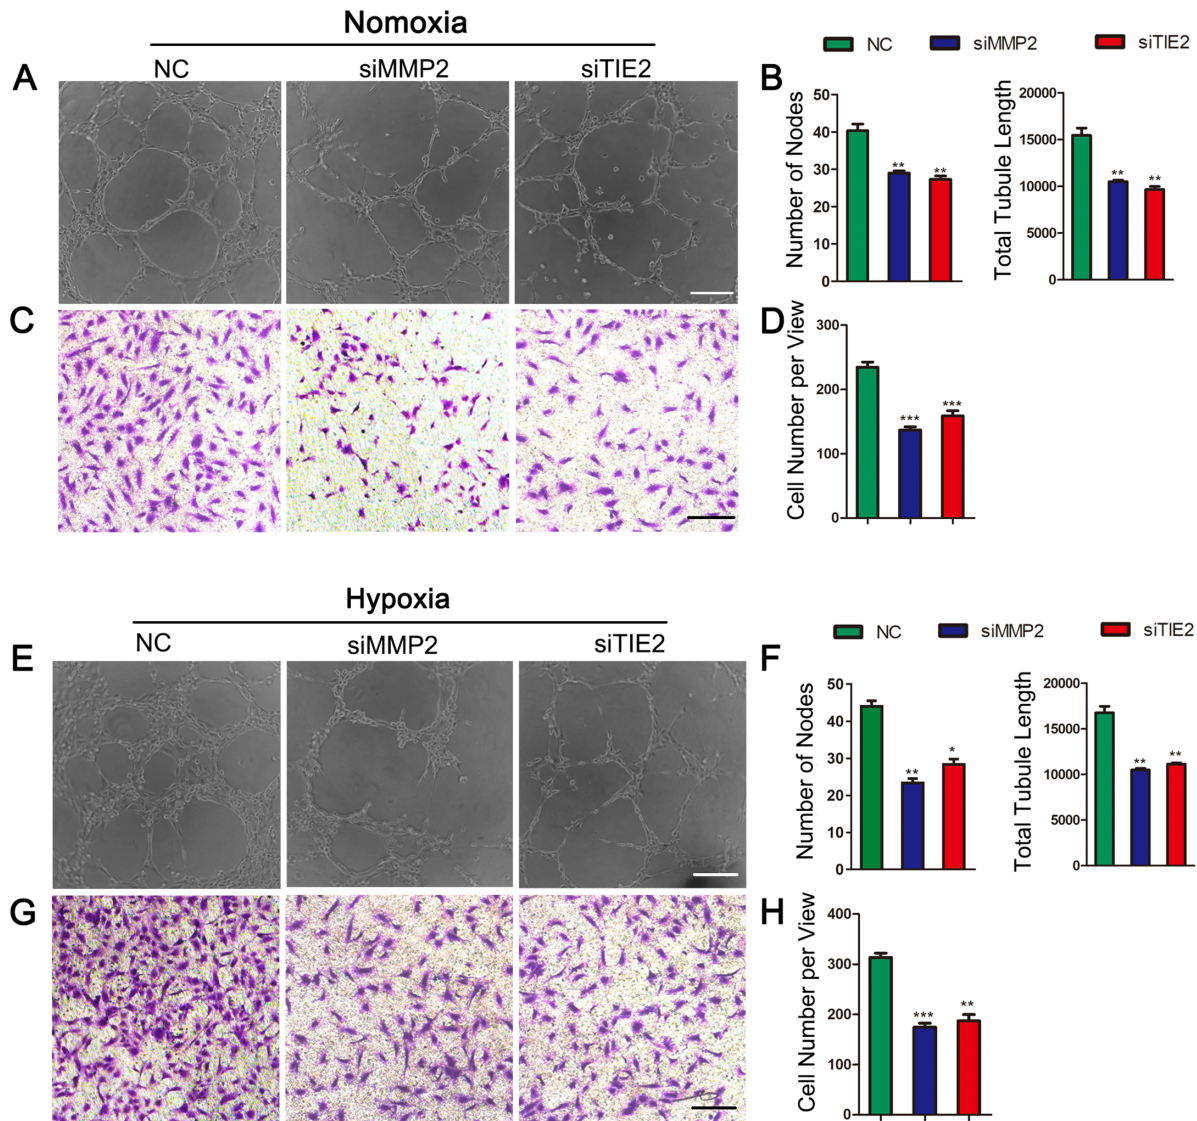 Nomoxia
NC siMMP2 siTIE2
A
B
NC siMMP2 siTIE2
Number of Nodes
50
40
30
20
10
0
** **
Total Tubule Length
20000
15000
10000
5000
0
** **
C
D
Cell Number per View
300
200
100
0
*** ***
Hypoxia
NC siMMP2 siTIE2
E
F
NC siMMP2 siTIE2
Number of Nodes
50
40
30
20
10
0
** *
Total Tubule Length
20000
15000
10000
5000
0
** **
G
H
Cell Number per View
400
300
200
100
0
*** **